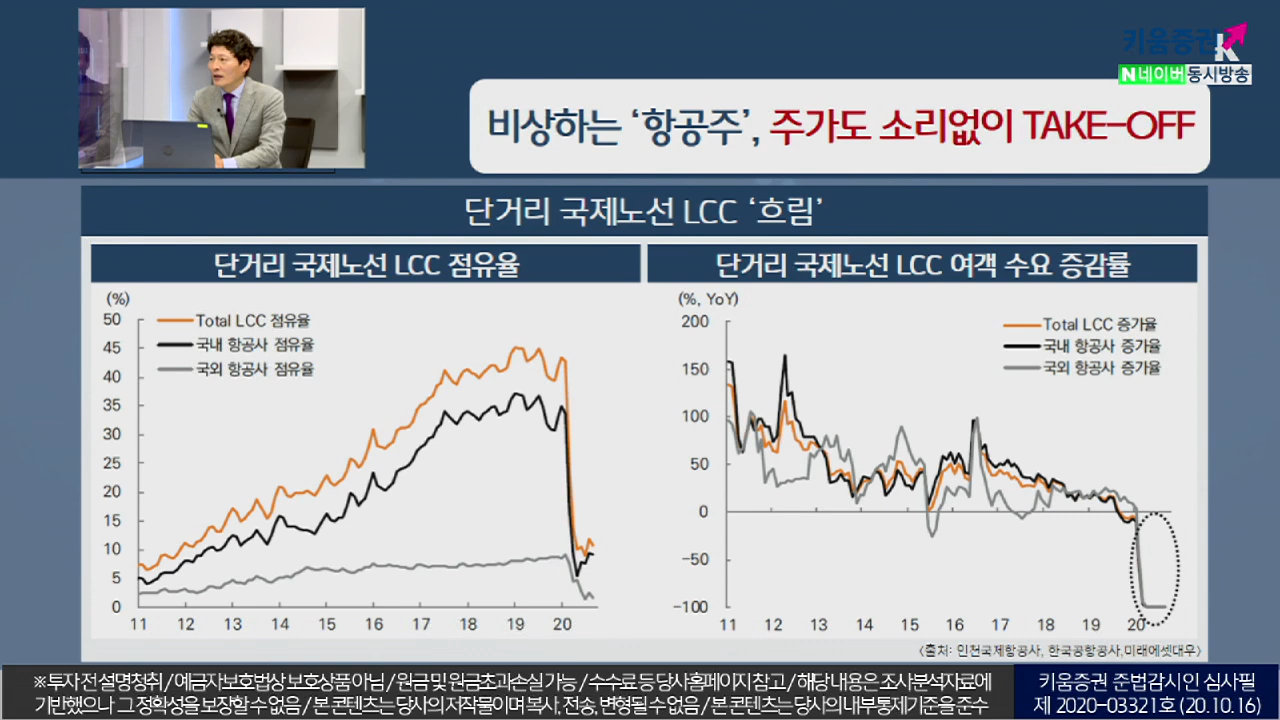 키움증권
N 네이버 동시방송
비상하는 ‘항공주’, 주가도 소리없이 TAKE-OFF
단거리 국제노선 LCC ‘흐림’
단거리 국제노선 LCC 점유율
(%)
50
45
40
35
30
25
20
15
10
5
0
Total LCC 점유율
국내 항공사 점유율
국외 항공사 점유율
11 12 13 14 15 16 17 18 19 20
단거리 국제노선 LCC 여객 수요 증감률
(%, YoY)
200
150
100
50
0
-50
-100
Total LCC 증가율
국내 항공사 증가율
국외 항공사 증가율
11 12 13 14 15 16 17 18 19 20
<출처: 인천국제항공사, 한국공항공사,미래에셋대우>
※ 투자 전 설명청취 / 예금자보호법상 보호상품 아님 / 원금 및 원금초과손실 가능 / 수수료 등 당사홈페이지 참고 / 해당 내용은 조사분석자료에
기반했으나 그 정확성을 보장할 수 없음 / 본 콘텐츠는 당사의 저작물이며 복사, 전송, 변형될 수 없음 / 본 콘텐츠는 당사의 내부통제기준을 준수
키움증권 준법감시인 심사필
제 2020-03321호 (20.10.16)